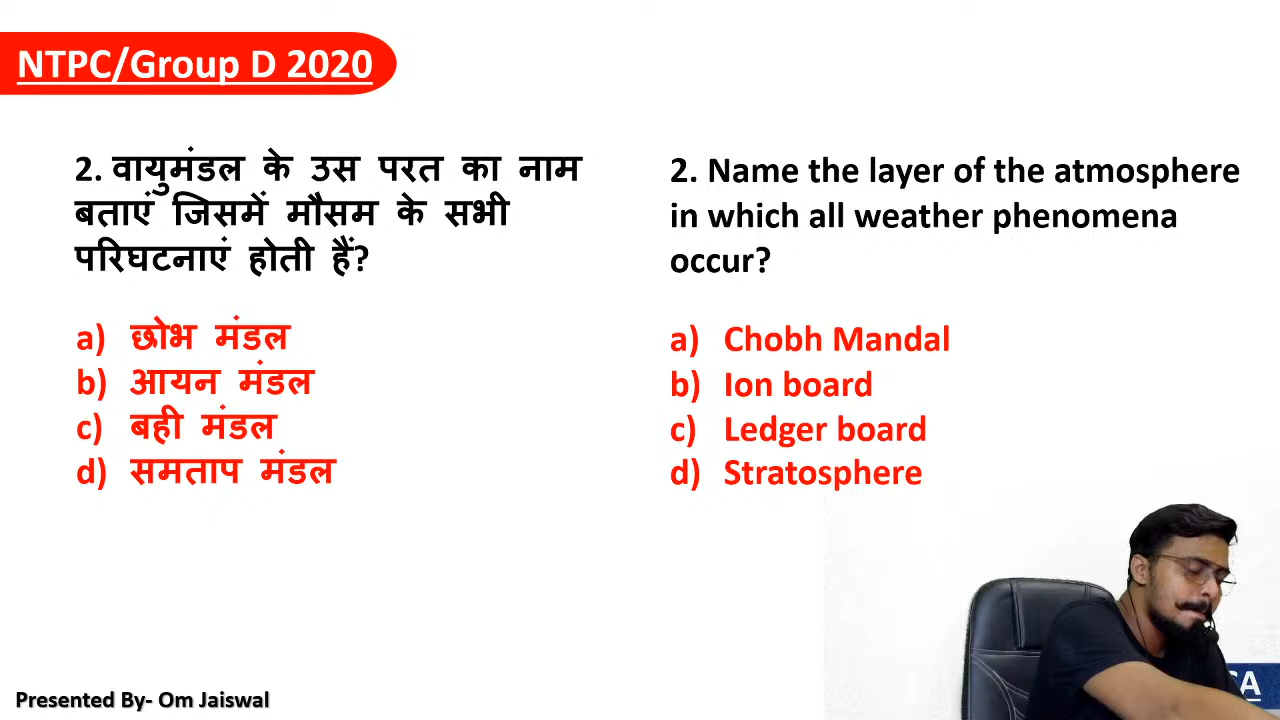 NTPC/Group D 2020
2. वायुमंडल के उस परत का नाम
बताएं जिसमें मौसम के सभी
परिघटनाएं होती हैं?
a) छोभ मंडल
b) आयन मंडल
c) बही मंडल
d) समताप मंडल
2. Name the layer of the atmosphere
in which all weather phenomena
occur?
a) Chobh Mandal
b) Ion board
c) Ledger board
d) Stratosphere
Presented By- Om Jaiswal